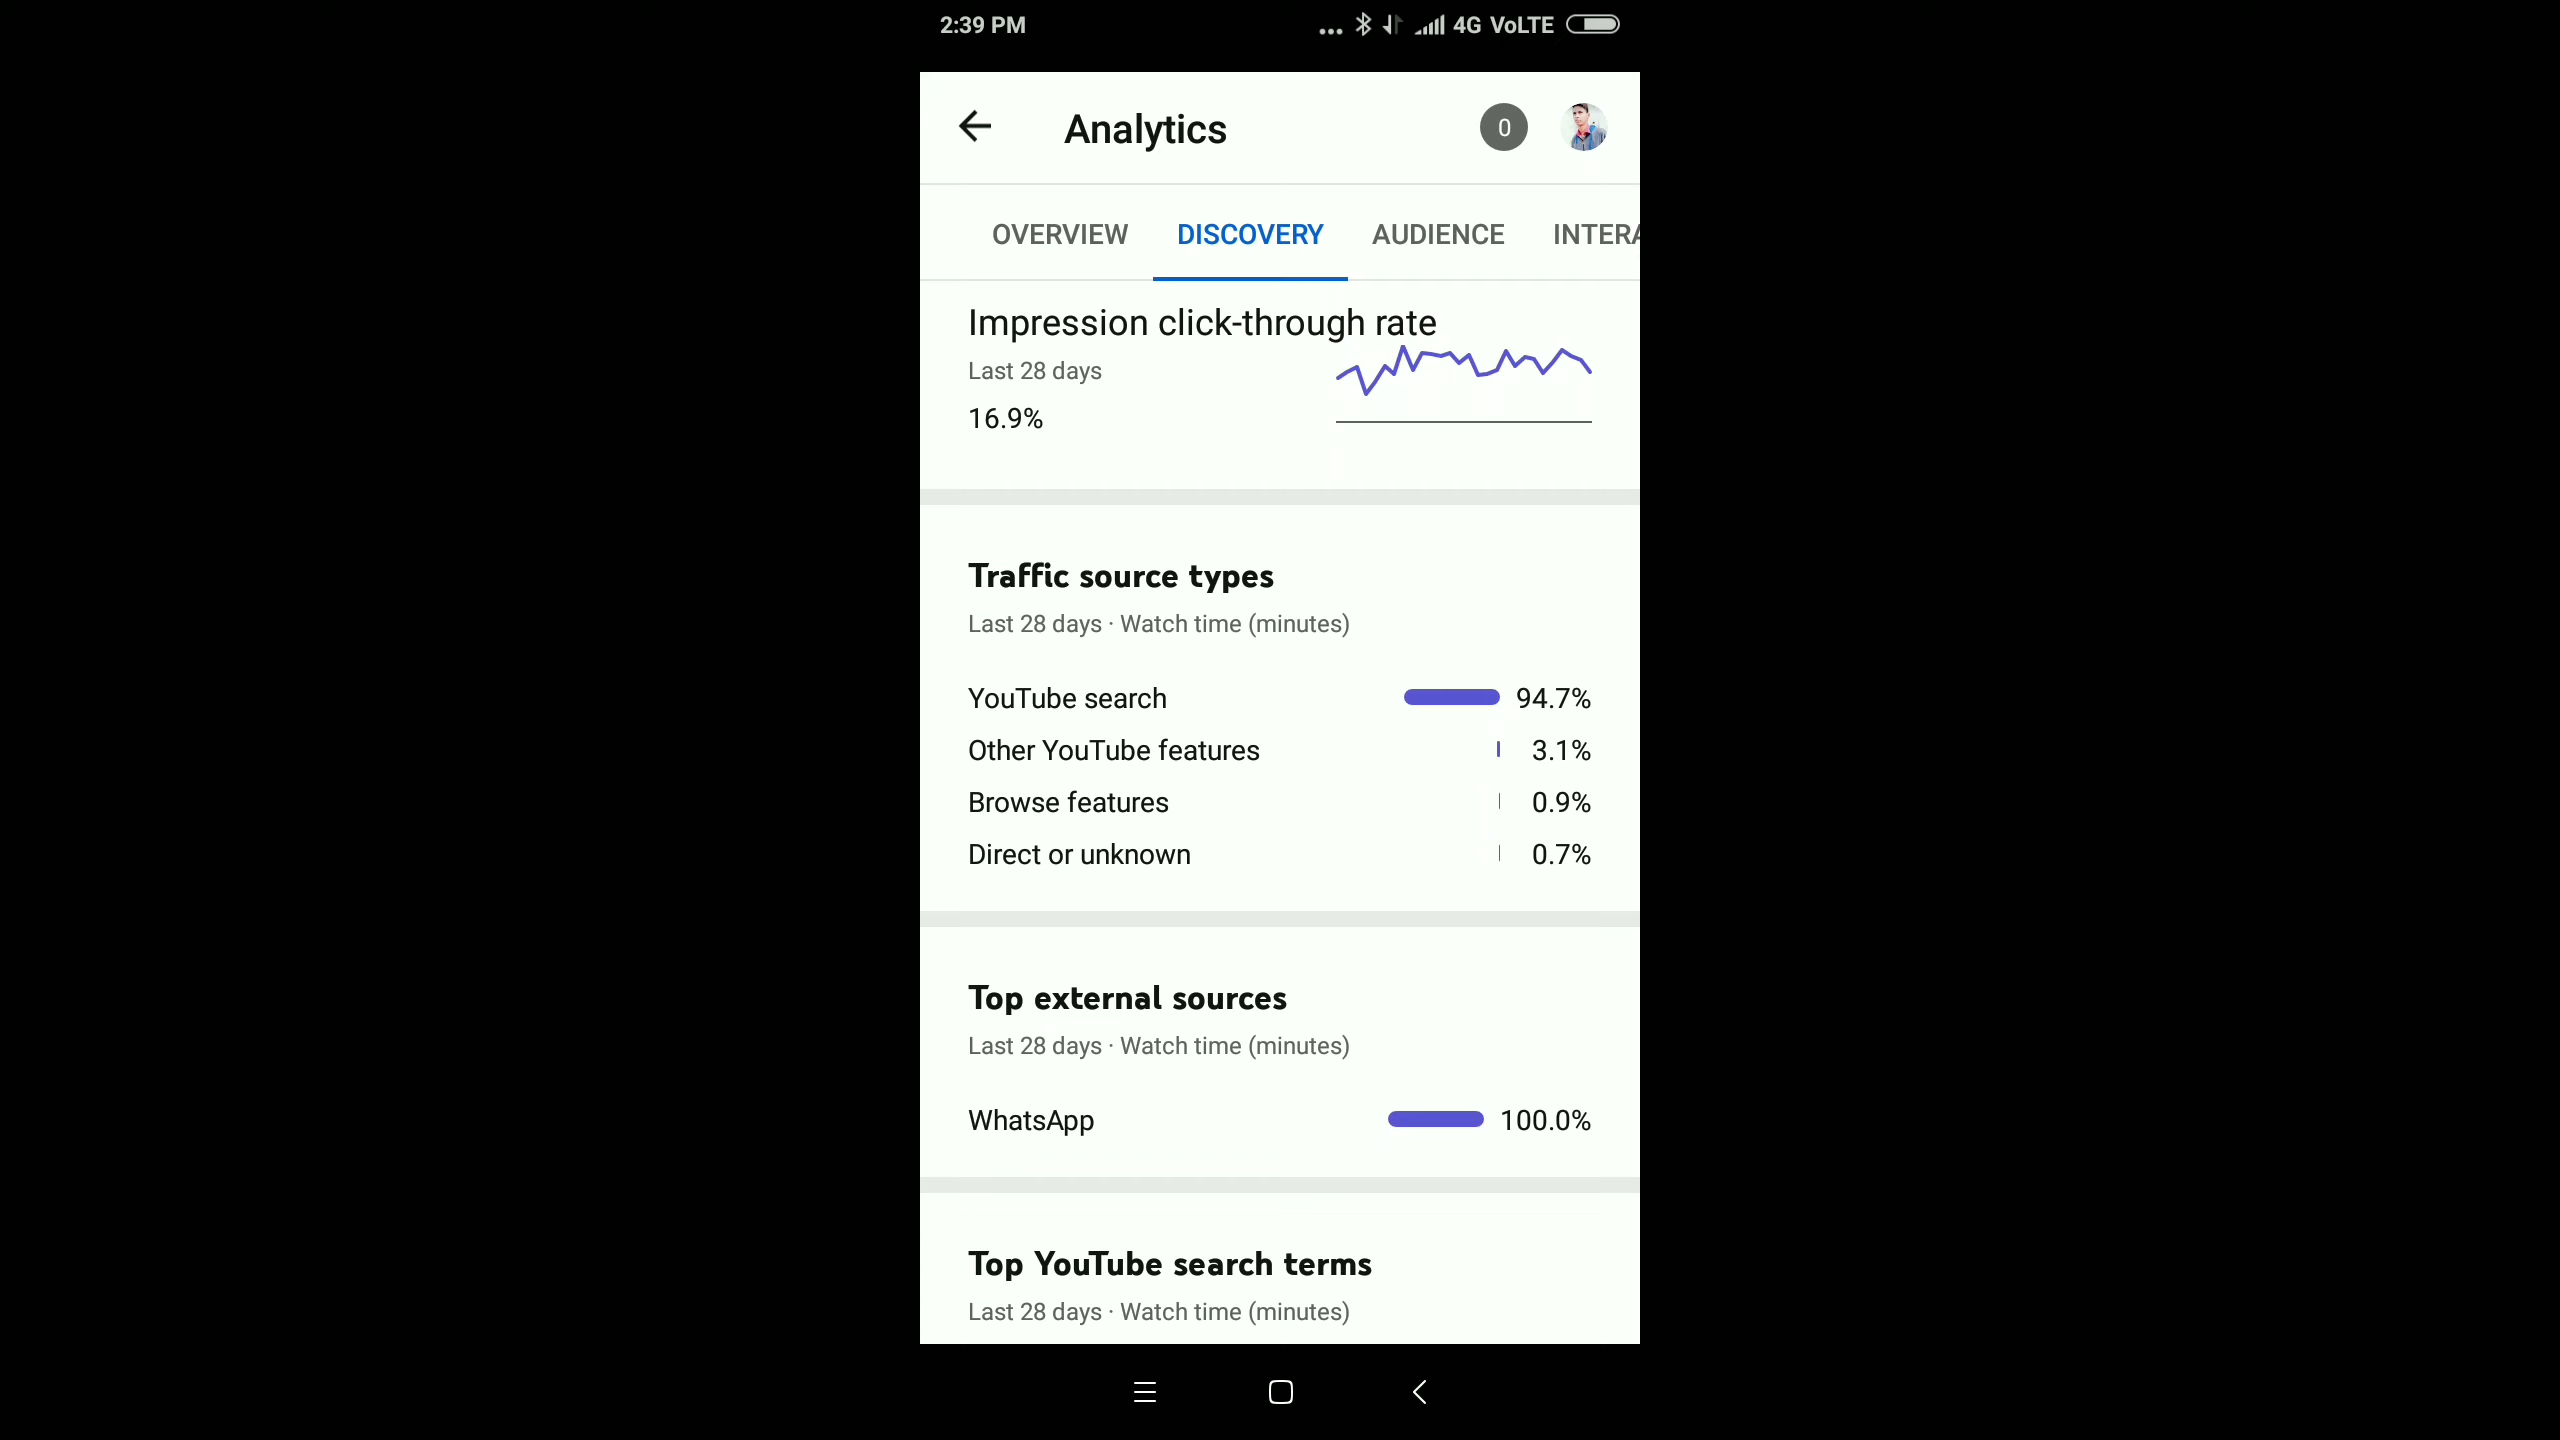 2:39 PM
4G VoLTE
Analytics
0
OVERVIEW DISCOVERY AUDIENCE INTERA
Impression click-through rate
Last 28 days
16.9%
Traffic source types
Last 28 days · Watch time (minutes)
YouTube search 94.7%
Other YouTube features 3.1%
Browse features 0.9%
Direct or unknown 0.7%
Top external sources
Last 28 days · Watch time (minutes)
WhatsApp 100.0%
Top YouTube search terms
Last 28 days · Watch time (minutes)